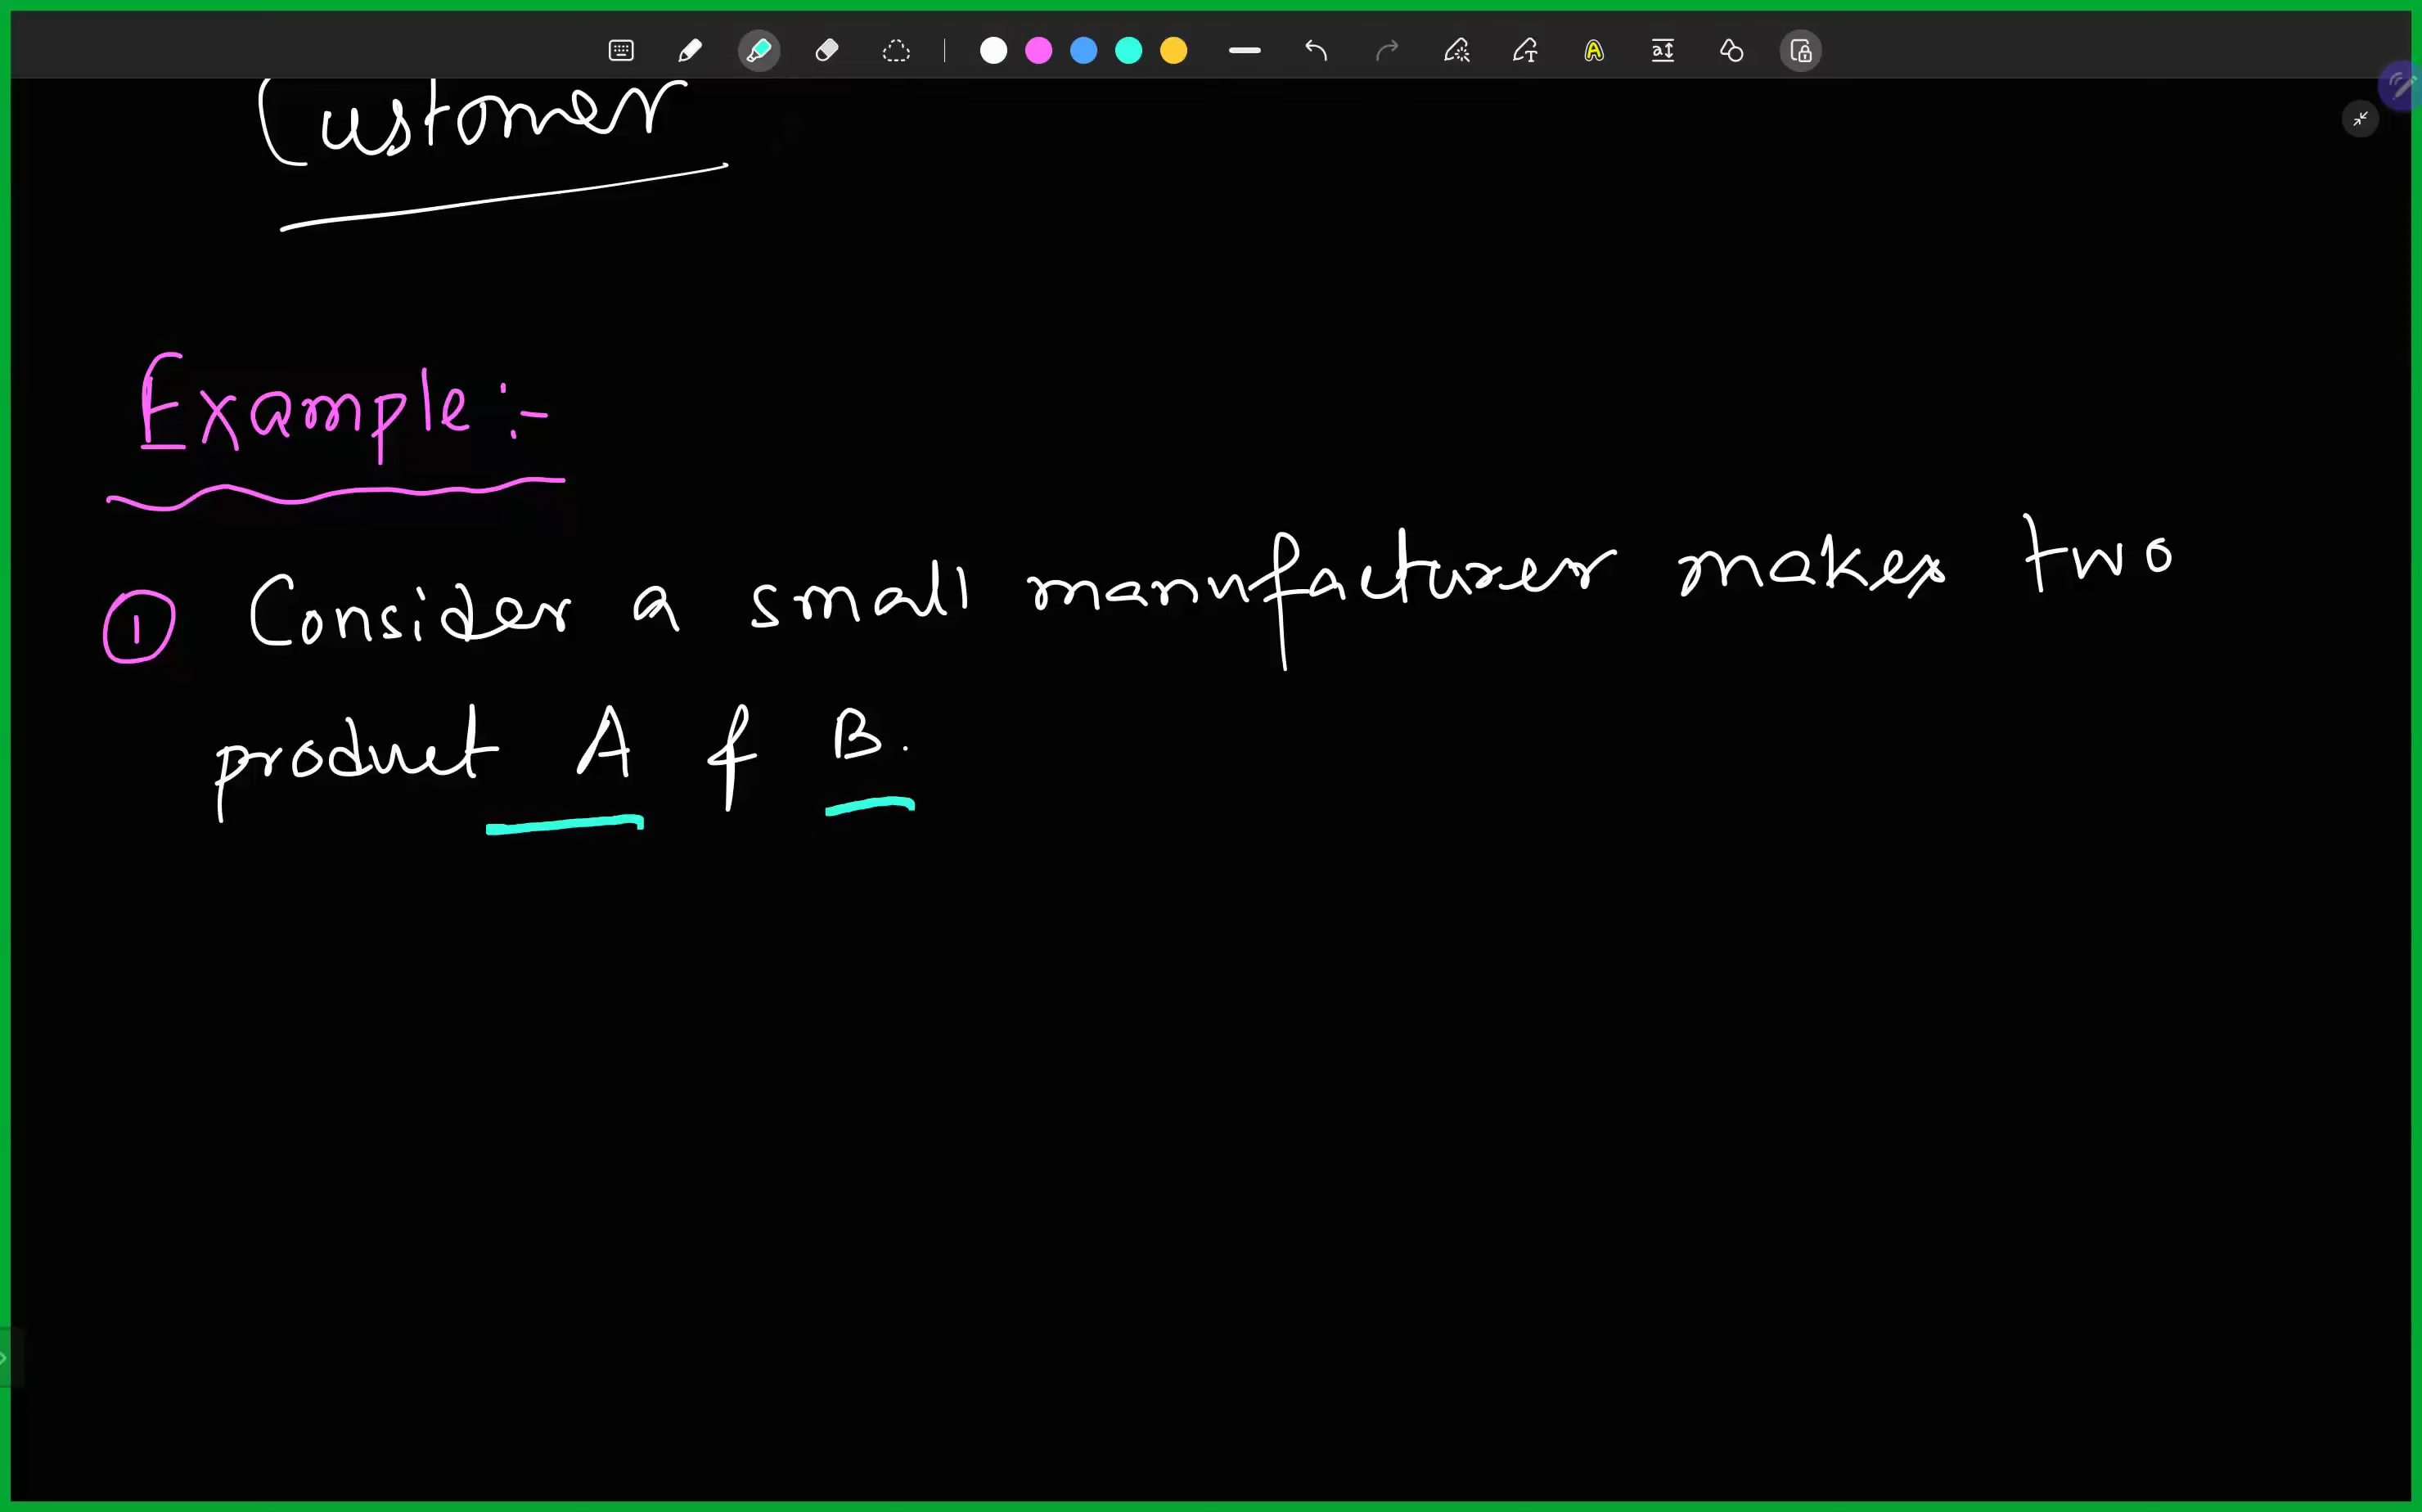 Customer
Example:-
① Consider a small manufacturer makes two
product A & B.